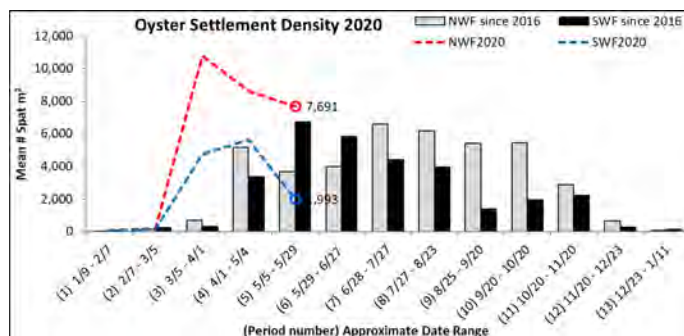 Oyster Settlement Density 2020
NWF since 2016
SWF since 2016
NWF2020
SWF2020
Mean # Spat m²
12,000
10,000
8,000
6,000
4,000
2,000
0
7,691
1,993
(1) 1/9 - 2/7
(2) 2/7 - 3/5
(3) 3/5 - 4/1
(4) 4/1 - 5/4
(5) 5/5 - 5/29
(6) 5/29 - 6/27
(7) 6/28 - 7/27
(8) 7/27 - 8/23
(9) 8/25 - 9/20
(10) 9/20 - 10/20
(11) 10/20 - 11/20
(12) 11/20 - 12/23
(13) 12/23 - 1/11
(Period number) Approximate Date Range